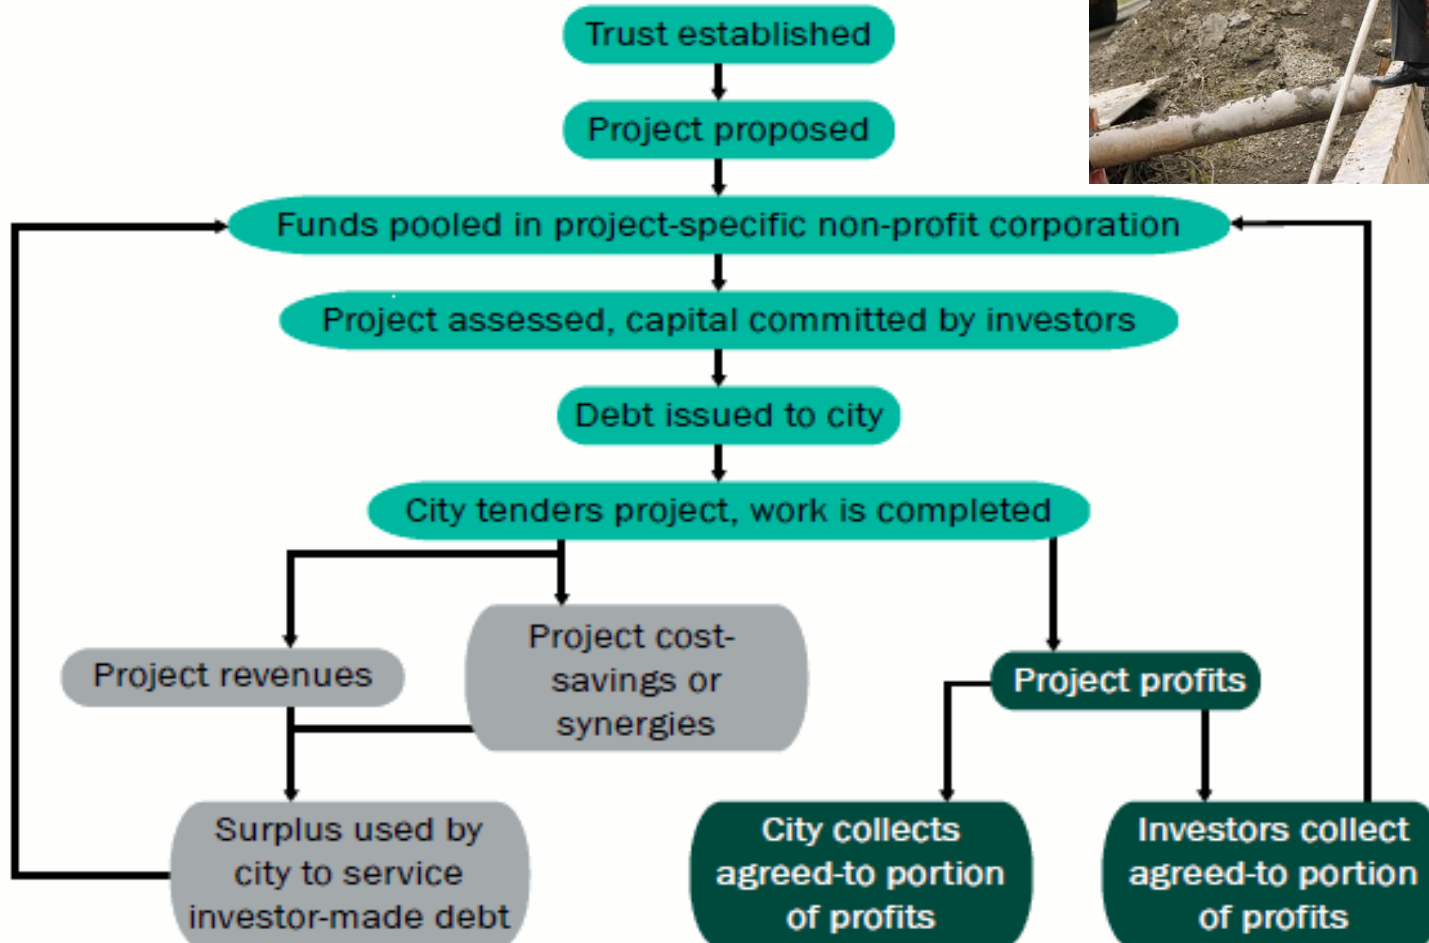 Trust established
Project proposed
Funds pooled in project-specific non-profit corporation
Project assessed, capital committed by investors
Debt issued to city
City tenders project, work is completed
Project revenues
Project cost-
savings or
synergies
Project profits
Surplus used by
city to service
investor-made debt
City collects
agreed-to portion
of profits
Investors collect
agreed-to portion
of profits